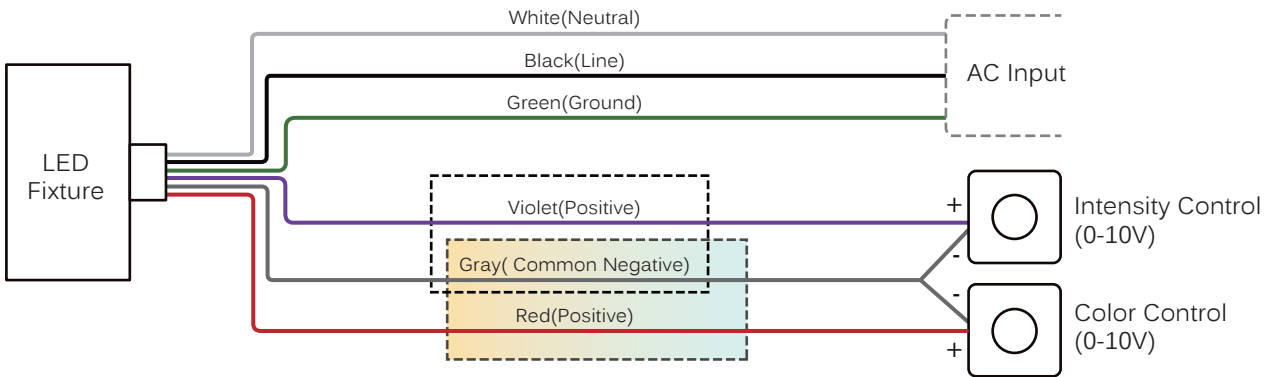 White(Neutral)
Black(Line)
AC Input
Green(Ground)
LED
Fixture
Violet(Positive)
+
Intensity Control
(0-10V)
-
Gray( Common Negative)
-
Red(Positive)
Color Control
(0-10V)
+